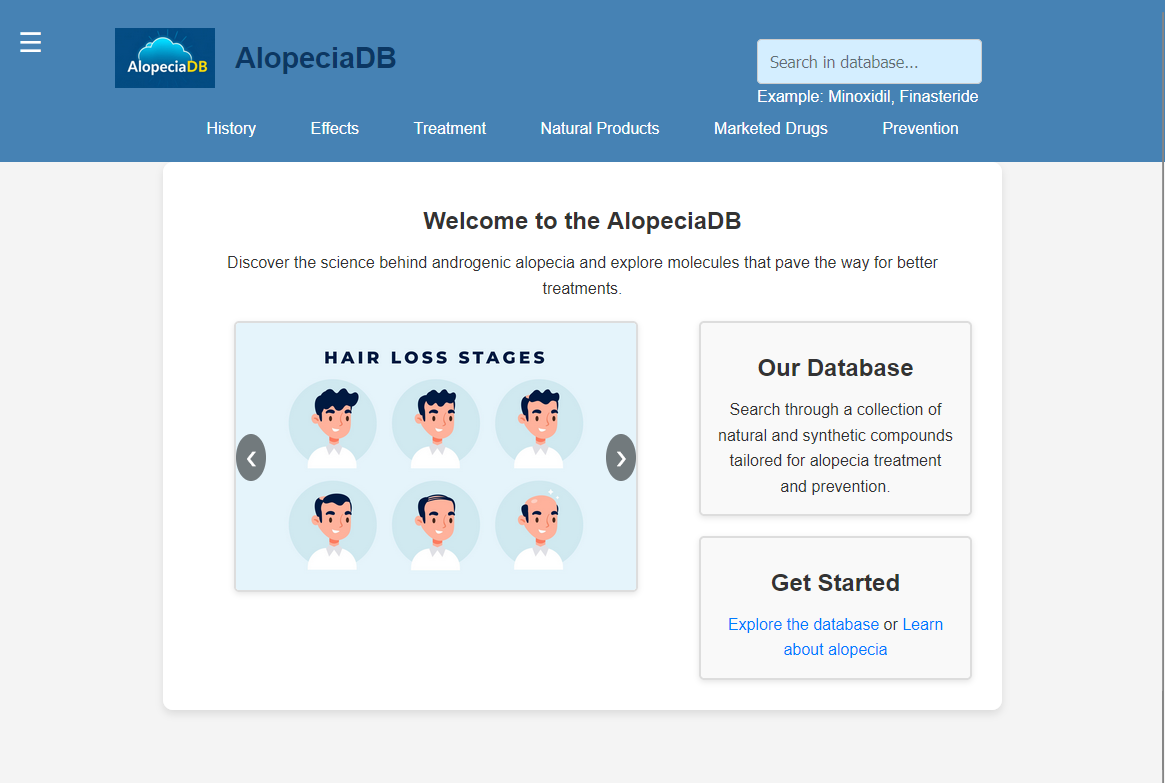 ☰
AlopeciaDB
AlopeciaDB
Search in database...
Example: Minoxidil, Finasteride
History Effects Treatment Natural Products Marketed Drugs Prevention
Welcome to the AlopeciaDB
Discover the science behind androgenic alopecia and explore molecules that pave the way for better
treatments.
HAIR LOSS STAGES
❮ ❯
Our Database
Search through a collection of
natural and synthetic compounds
tailored for alopecia treatment
and prevention.
Get Started
Explore the database or Learn
about alopecia